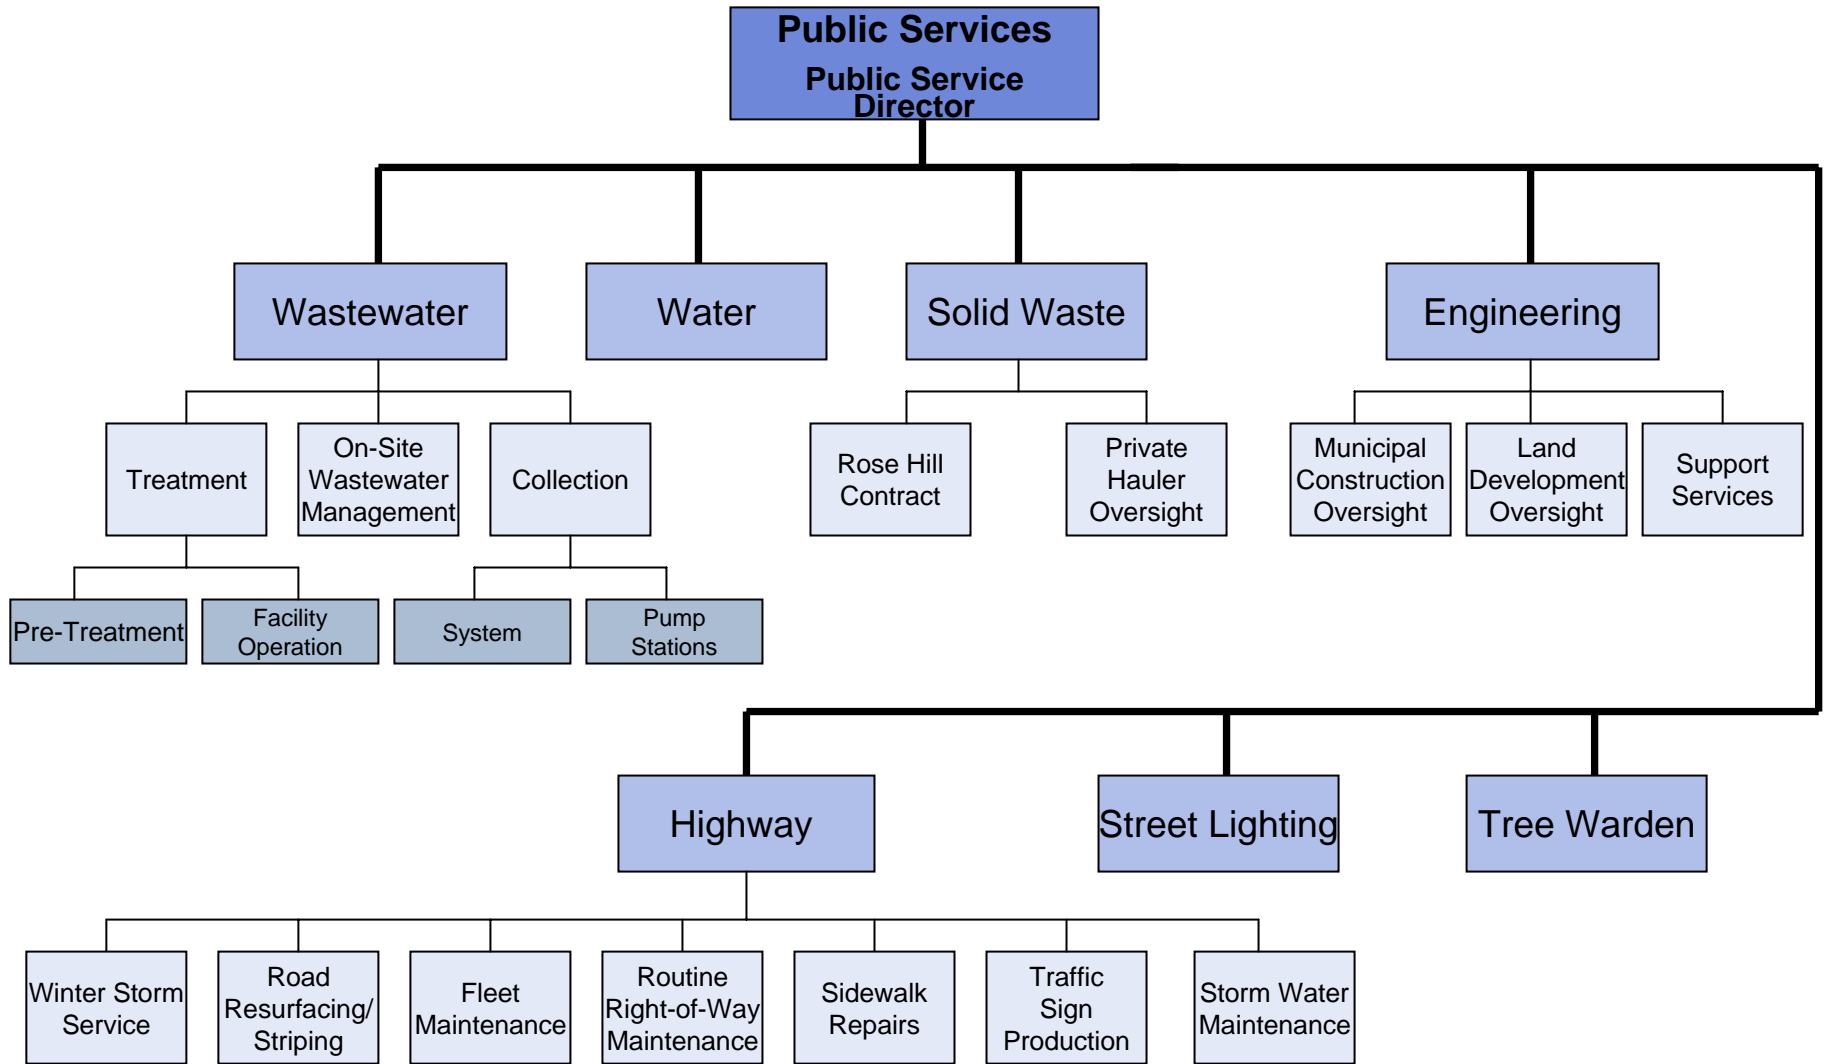 Public Services
Public Service
Director
Wastewater
Water
Solid Waste
Engineering
Treatment
On-Site
Wastewater
Management
Collection
Rose Hill
Contract
Private
Hauler
Oversight
Municipal
Construction
Oversight
Land
Development
Oversight
Support
Services
Pre-Treatment
Facility
Operation
System
Pump
Stations
Highway
Street Lighting
Tree Warden
Winter Storm
Service
Road
Resurfacing/
Striping
Fleet
Maintenance
Routine
Right-of-Way
Maintenance
Sidewalk
Repairs
Traffic
Sign
Production
Storm Water
Maintenance